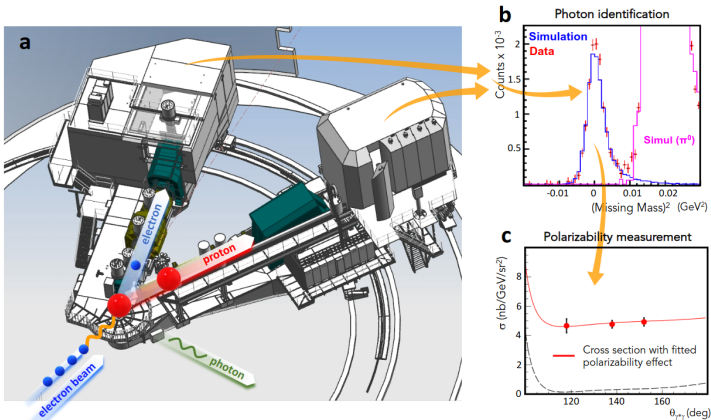 a
electron
proton
electron beam
photon
b
Photon identification
Counts x 10⁻³
2
1.5
1
0.5
Simulation
Data
Simul (π⁰)
-0.01
0
0.01
0.02
(Missing Mass)² (GeV²)
c
Polarizability measurement
σ (nb/GeV/sr²)
8
6
4
2
0
Cross section with fitted
polarizability effect
120
140
160
θγ*γ (deg)